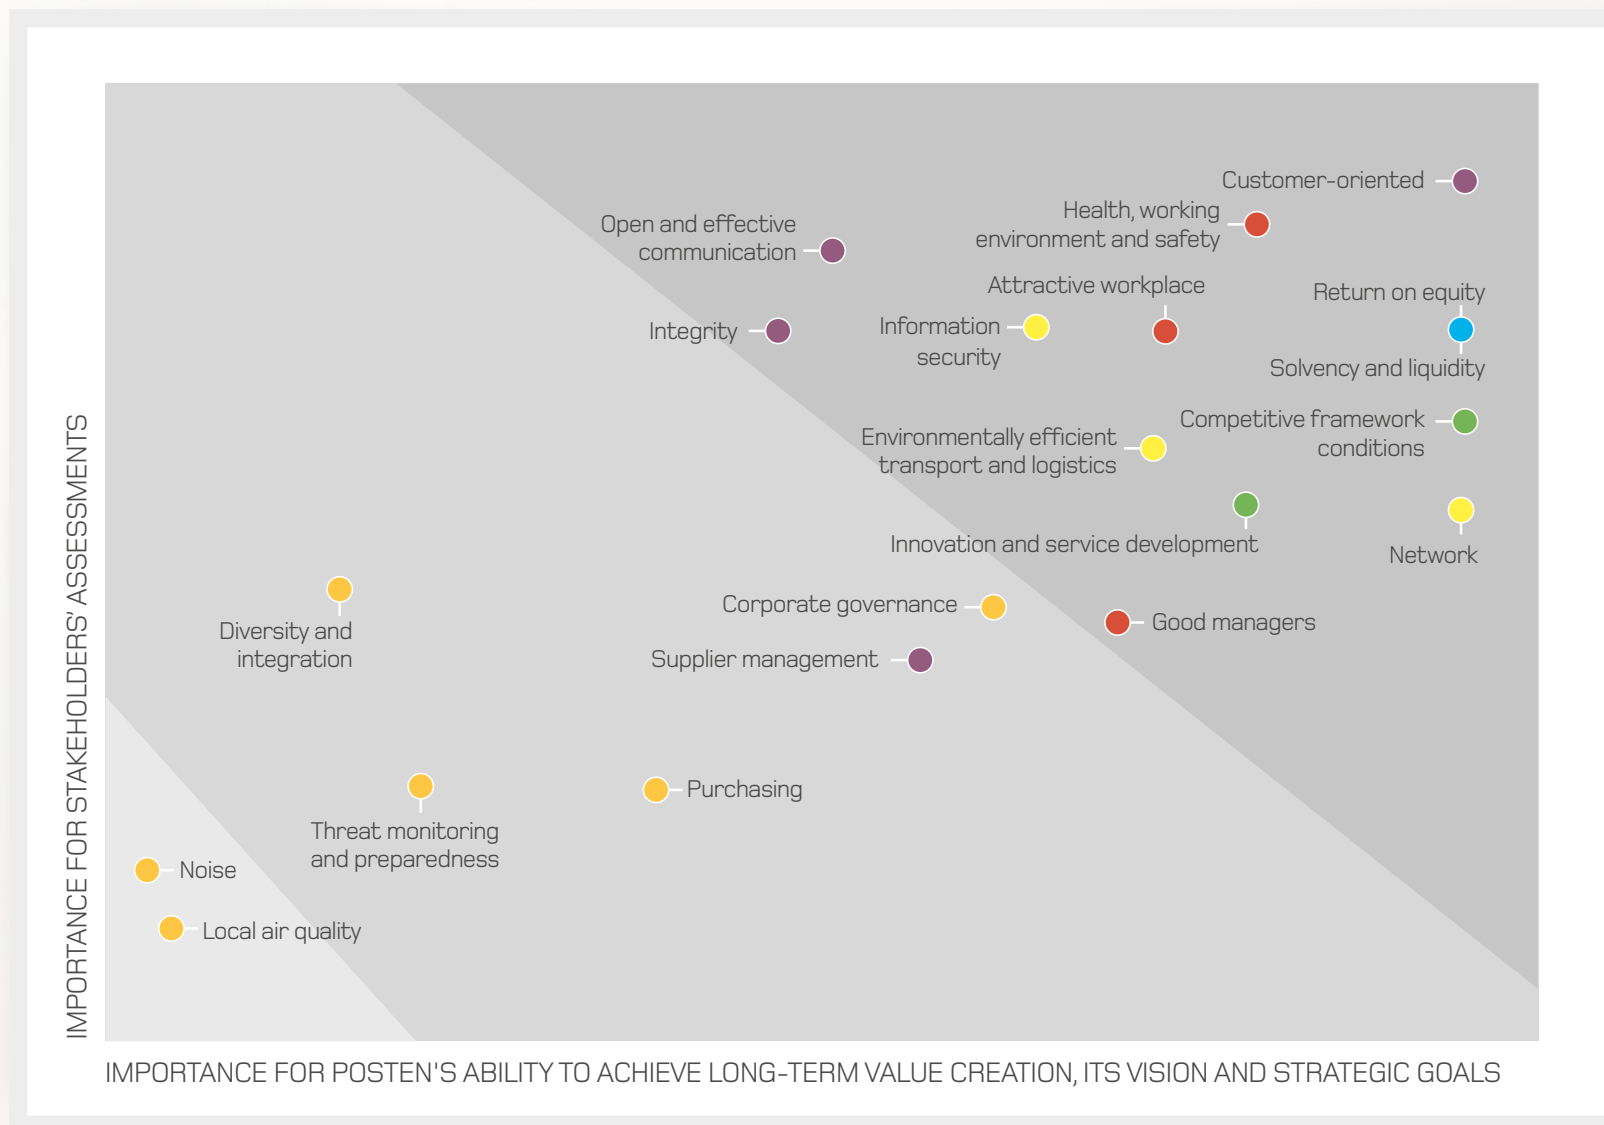 Customer-oriented
Health, working
environment and safety
Open and effective
communication
Attractive workplace
Return on equity
Integrity
Information
security
Solvency and liquidity
Competitive framework
conditions
Environmentally efficient
transport and logistics
Innovation and service development
Network
Corporate governance
Good managers
Diversity and
integration
Supplier management
Purchasing
Threat monitoring
and preparedness
Noise
Local air quality
IMPORTANCE FOR STAKEHOLDERS' ASSESSMENTS
IMPORTANCE FOR POSTEN'S ABILITY TO ACHIEVE LONG-TERM VALUE CREATION, ITS VISION AND STRATEGIC GOALS